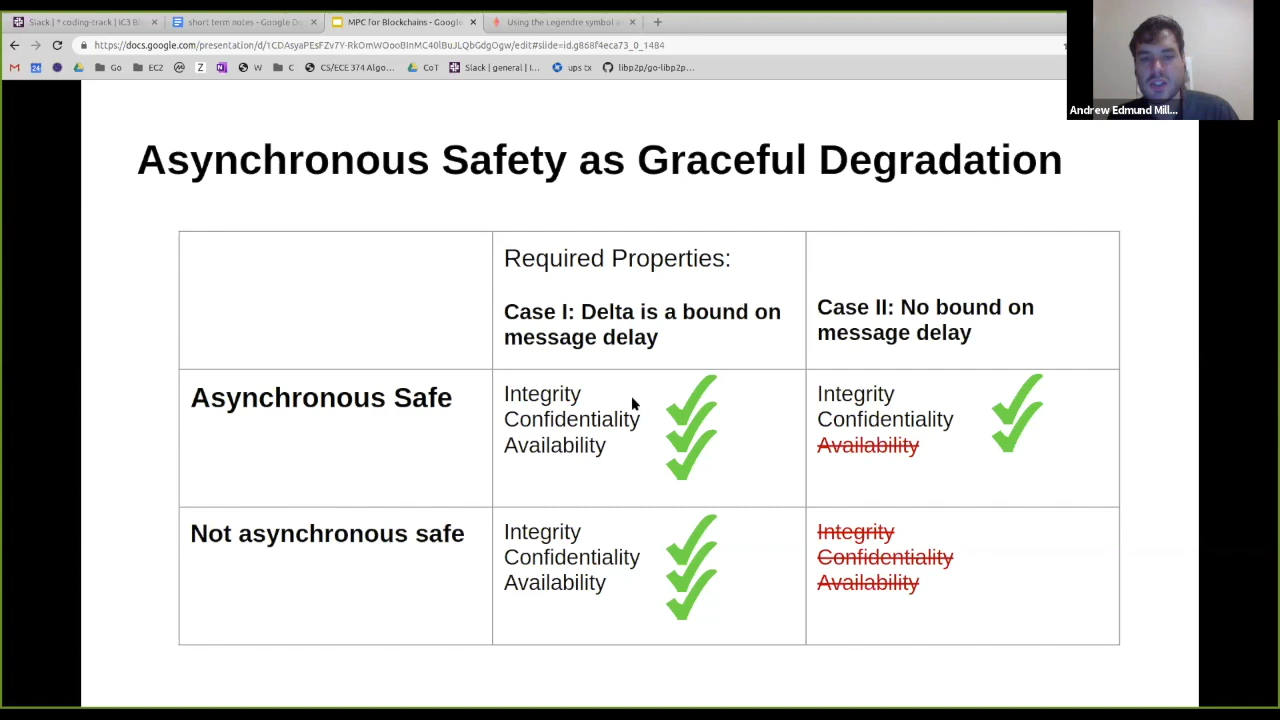 Slack | * coding-track | IC3 Bl
short term notes - Google Do
MPC for Blockchains - Google
Using the Legendre symbol a
https://docs.google.com/presentation/d/1CDAsyaPEsFZv7Y-RkOmWOooBInMC40lBuJLQbGdgOgw/edit#slide=id.g868f4eca73_0_1484
Go
EC2
W
C
CS/ECE 374 Algo...
CoT
Slack | general | I...
ups tx
libp2p/go-libp2p...
Andrew Edmund Mill...
Asynchronous Safety as Graceful Degradation
Required Properties:
Case I: Delta is a bound on
message delay
Case II: No bound on
message delay
Asynchronous Safe
Integrity
Confidentiality
Availability
Integrity
Confidentiality
Availability
Not asynchronous safe
Integrity
Confidentiality
Availability
Integrity
Confidentiality
Availability